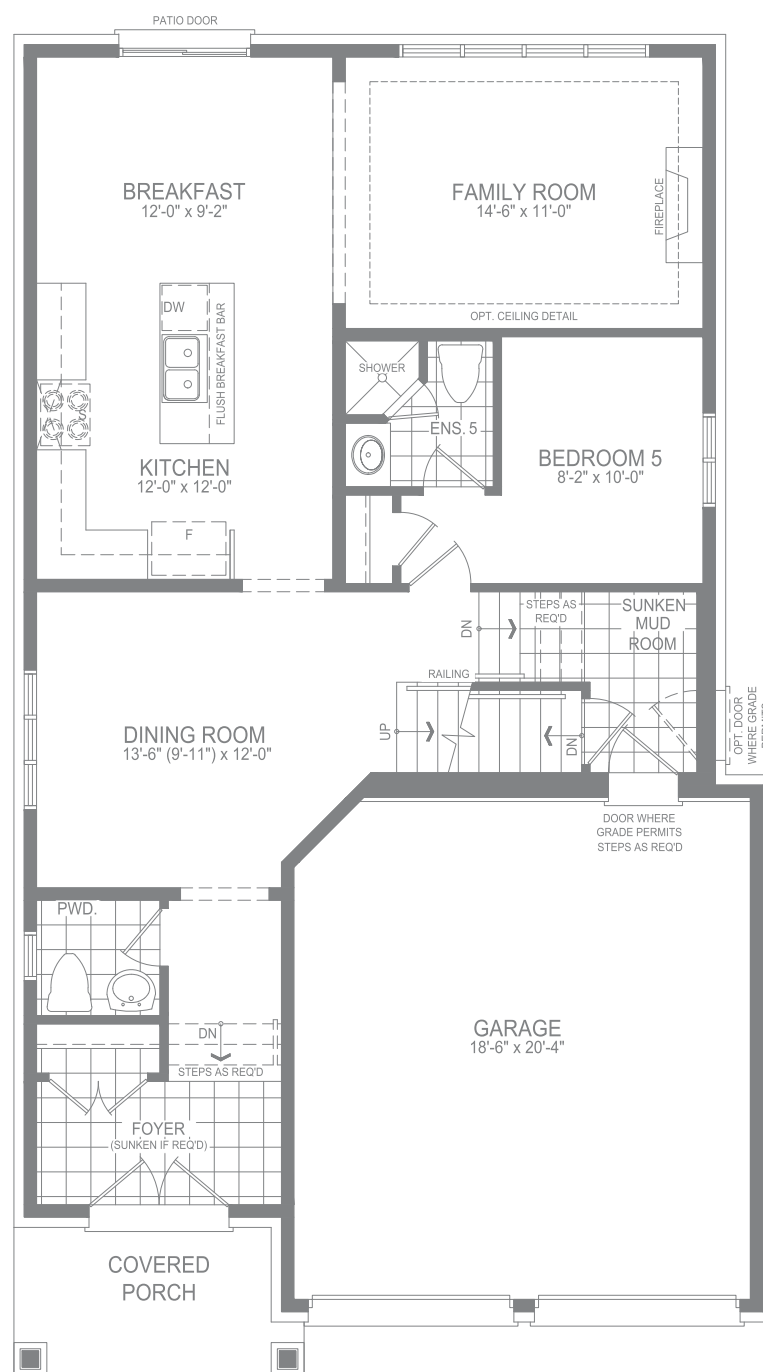 PATIO DOOR
BREAKFAST
12'-0" x 9'-2"
FAMILY ROOM
14'-6" x 11'-0"
FIREPLACE
OPT. CEILING DETAIL
DW
FLUSH BREAKFAST BAR
S
KITCHEN
12'-0" x 12'-0"
F
SHOWER
ENS. 5
BEDROOM 5
8'-2" x 10'-0"
STEPS AS
REQ'D
SUNKEN
MUD
ROOM
DN
RAILING
UP
DN
OPT. DOOR
WHERE GRADE
DINING ROOM
13'-6" (9'-11") x 12'-0"
DOOR WHERE
GRADE PERMITS
STEPS AS REQ'D
PWD.
DN
STEPS AS REQ'D
GARAGE
18'-6" x 20'-4"
FOYER
(SUNKEN IF REQ'D)
COVERED
PORCH